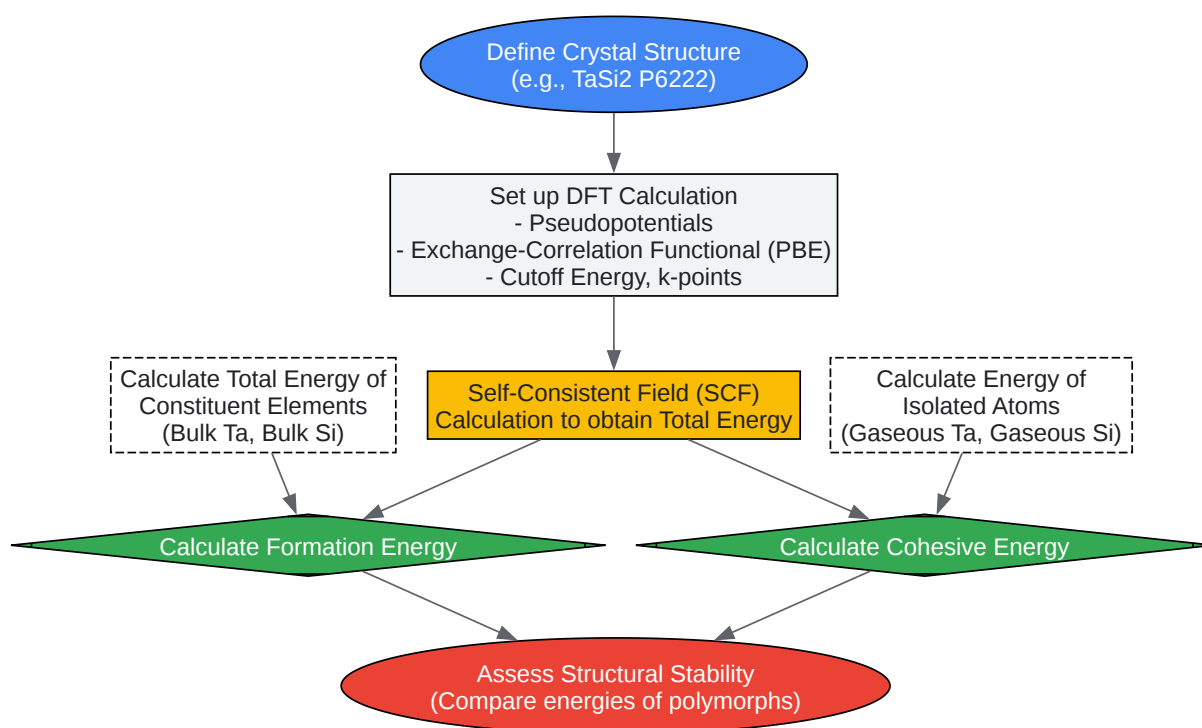 Define Crystal Structure
(e.g., TaSi2 P6222)
Set up DFT Calculation
- Pseudopotentials
- Exchange-Correlation Functional (PBE)
- Cutoff Energy, k-points
Calculate Total Energy of
Constituent Elements
(Bulk Ta, Bulk Si)
Self-Consistent Field (SCF)
Calculation to obtain Total Energy
Calculate Energy of
Isolated Atoms
(Gaseous Ta, Gaseous Si)
Calculate Formation Energy
Calculate Cohesive Energy
Assess Structural Stability
(Compare energies of polymorphs)